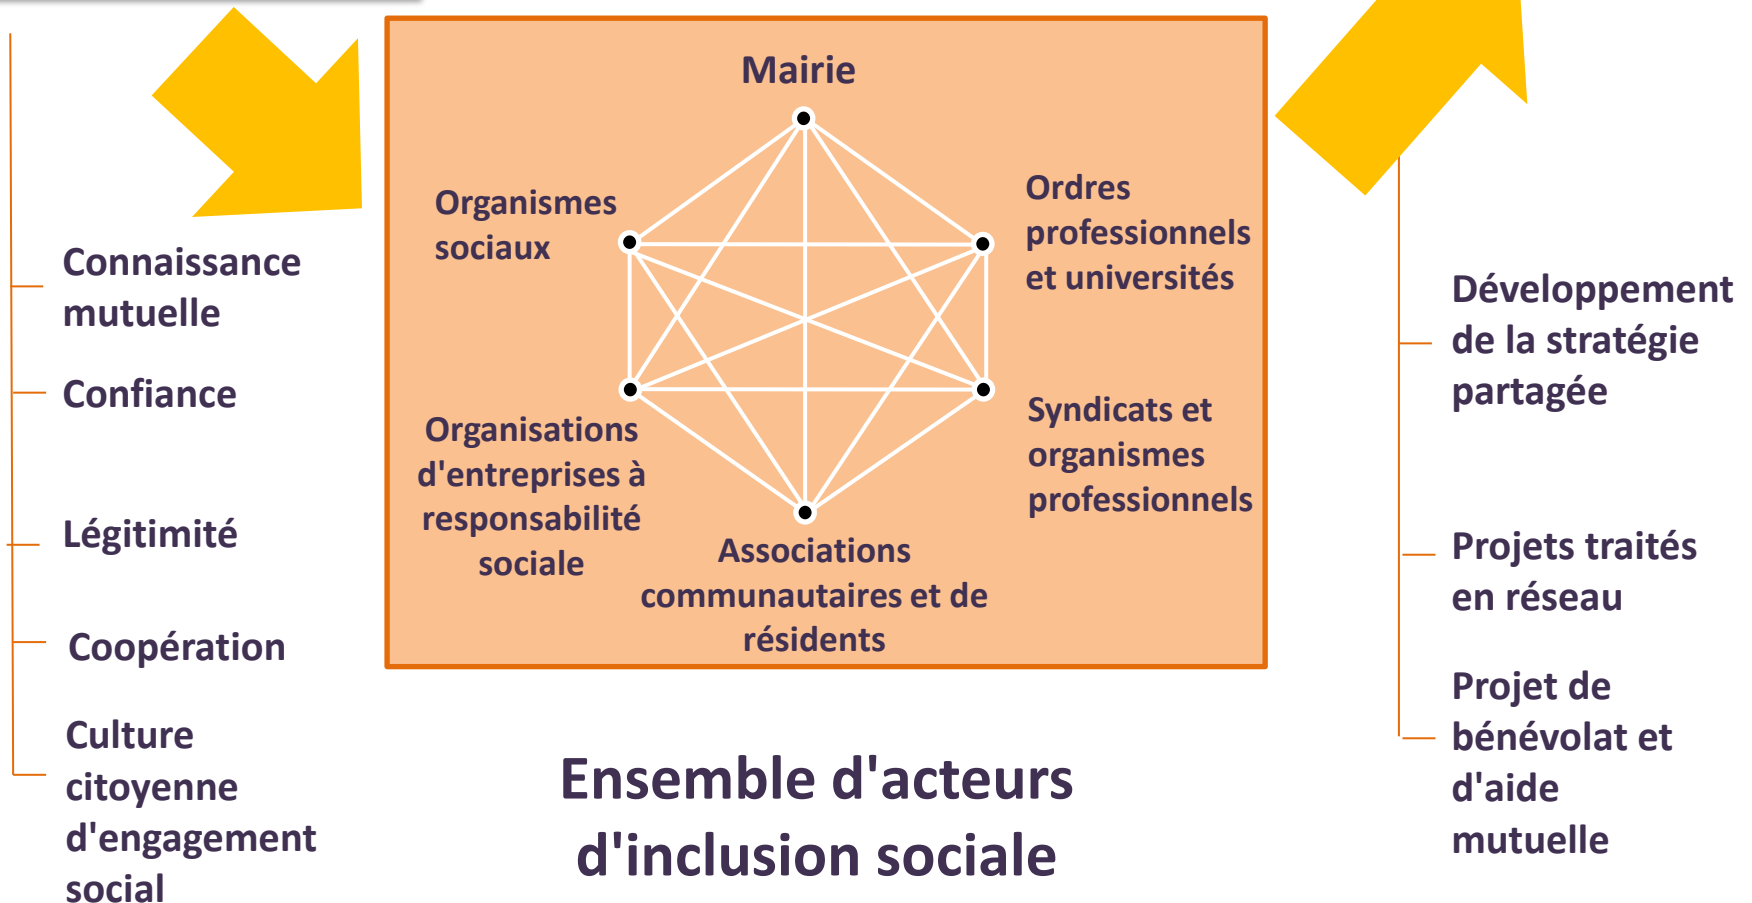 Connaissance
mutuelle
Confiance
Légitimité
Coopération
Culture
citoyenne
d'engagement
social
Mairie
Organismes
sociaux
Ordres
professionnels
et universités
Organisations
d'entreprises à
responsabilité
sociale
Syndicats et
organismes
professionnels
Associations
communautaires et de
résidents
Ensemble d'acteurs
d'inclusion sociale
Développement
de la stratégie
partagée
Projets traités
en réseau
Projet de
bénévolat et
d'aide
mutuelle